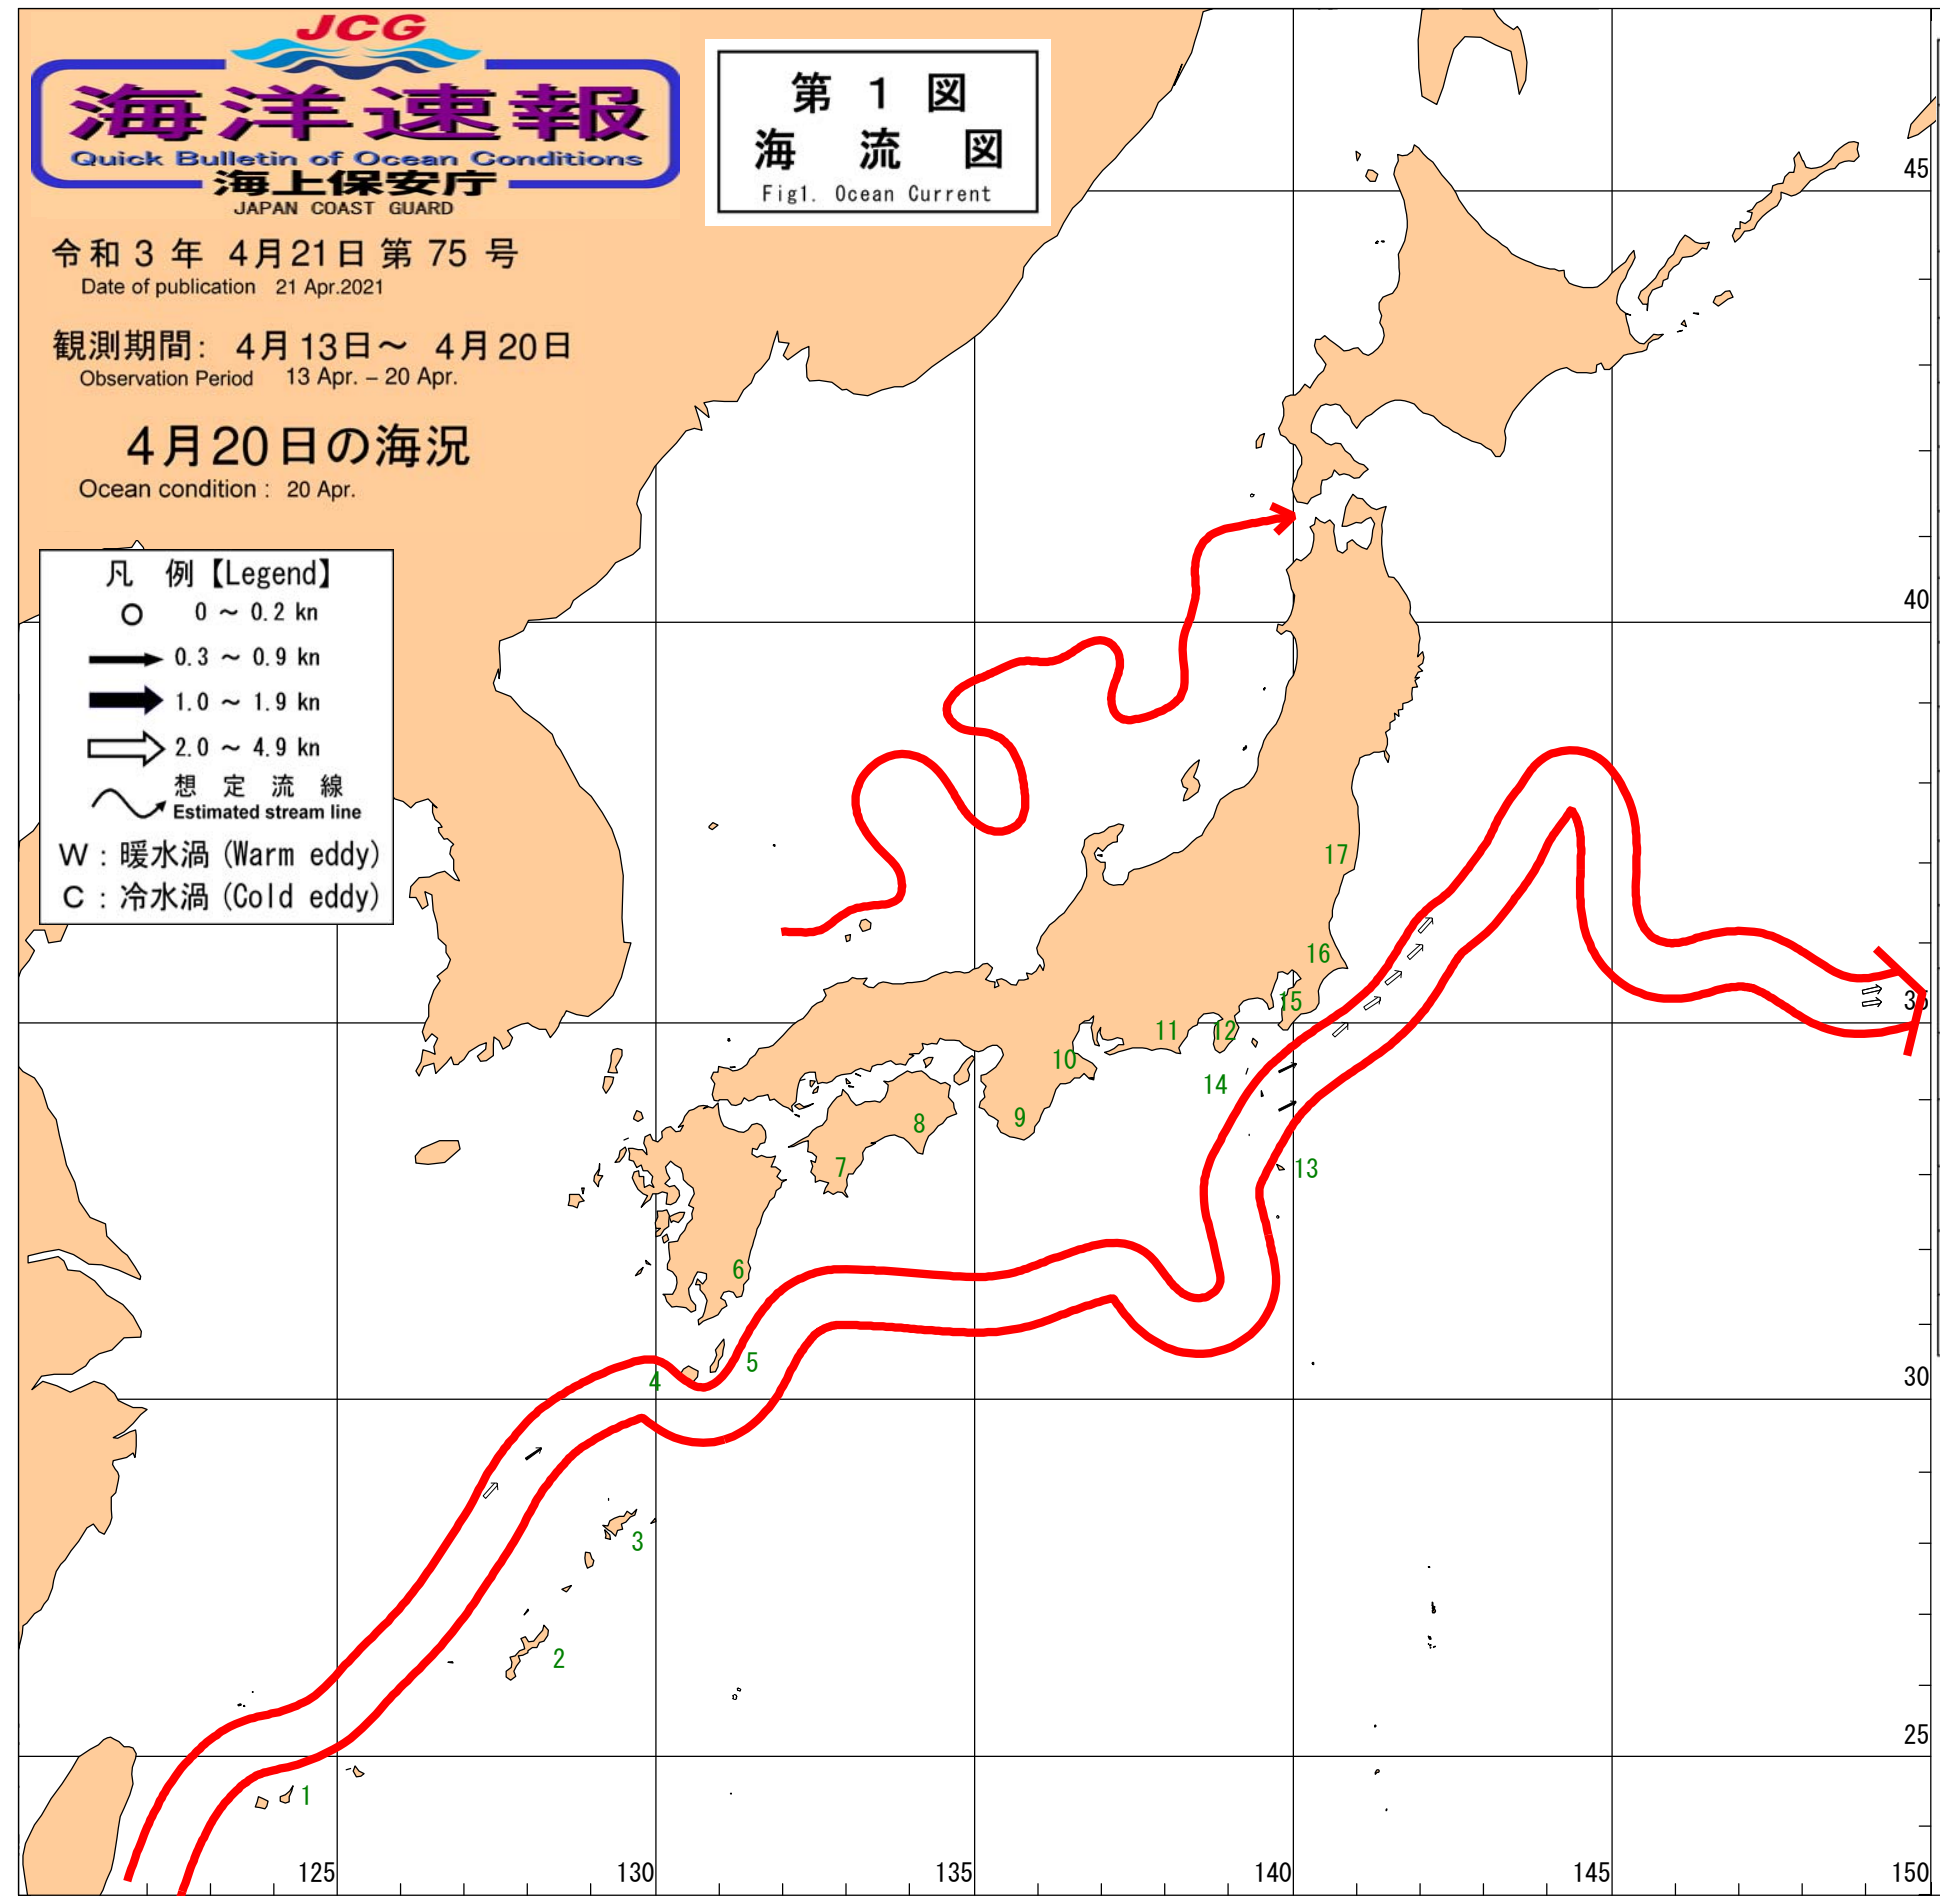 JCG
海洋速報
Quick Bulletin of Ocean Conditions
海上保安庁
JAPAN COAST GUARD
第 1 図
海 流 図
Fig1. Ocean Current
令和 3 年 4月21日 第 75 号
Date of publication 21 Apr.2021
観測期間: 4月13日～ 4月20日
Observation Period 13 Apr. – 20 Apr.
4月20日の海況
Ocean condition : 20 Apr.
凡 例【Legend】
0 ～ 0.2 kn
0.3 ～ 0.9 kn
1.0 ～ 1.9 kn
2.0 ～ 4.9 kn
想 定 流 線
Estimated stream line
W : 暖水渦 (Warm eddy)
C : 冷水渦 (Cold eddy)
45
40
35
30
25
17
16
15
11
12
10
14
9
8
7
13
6
5
4
3
2
1
125
130
135
140
145
150